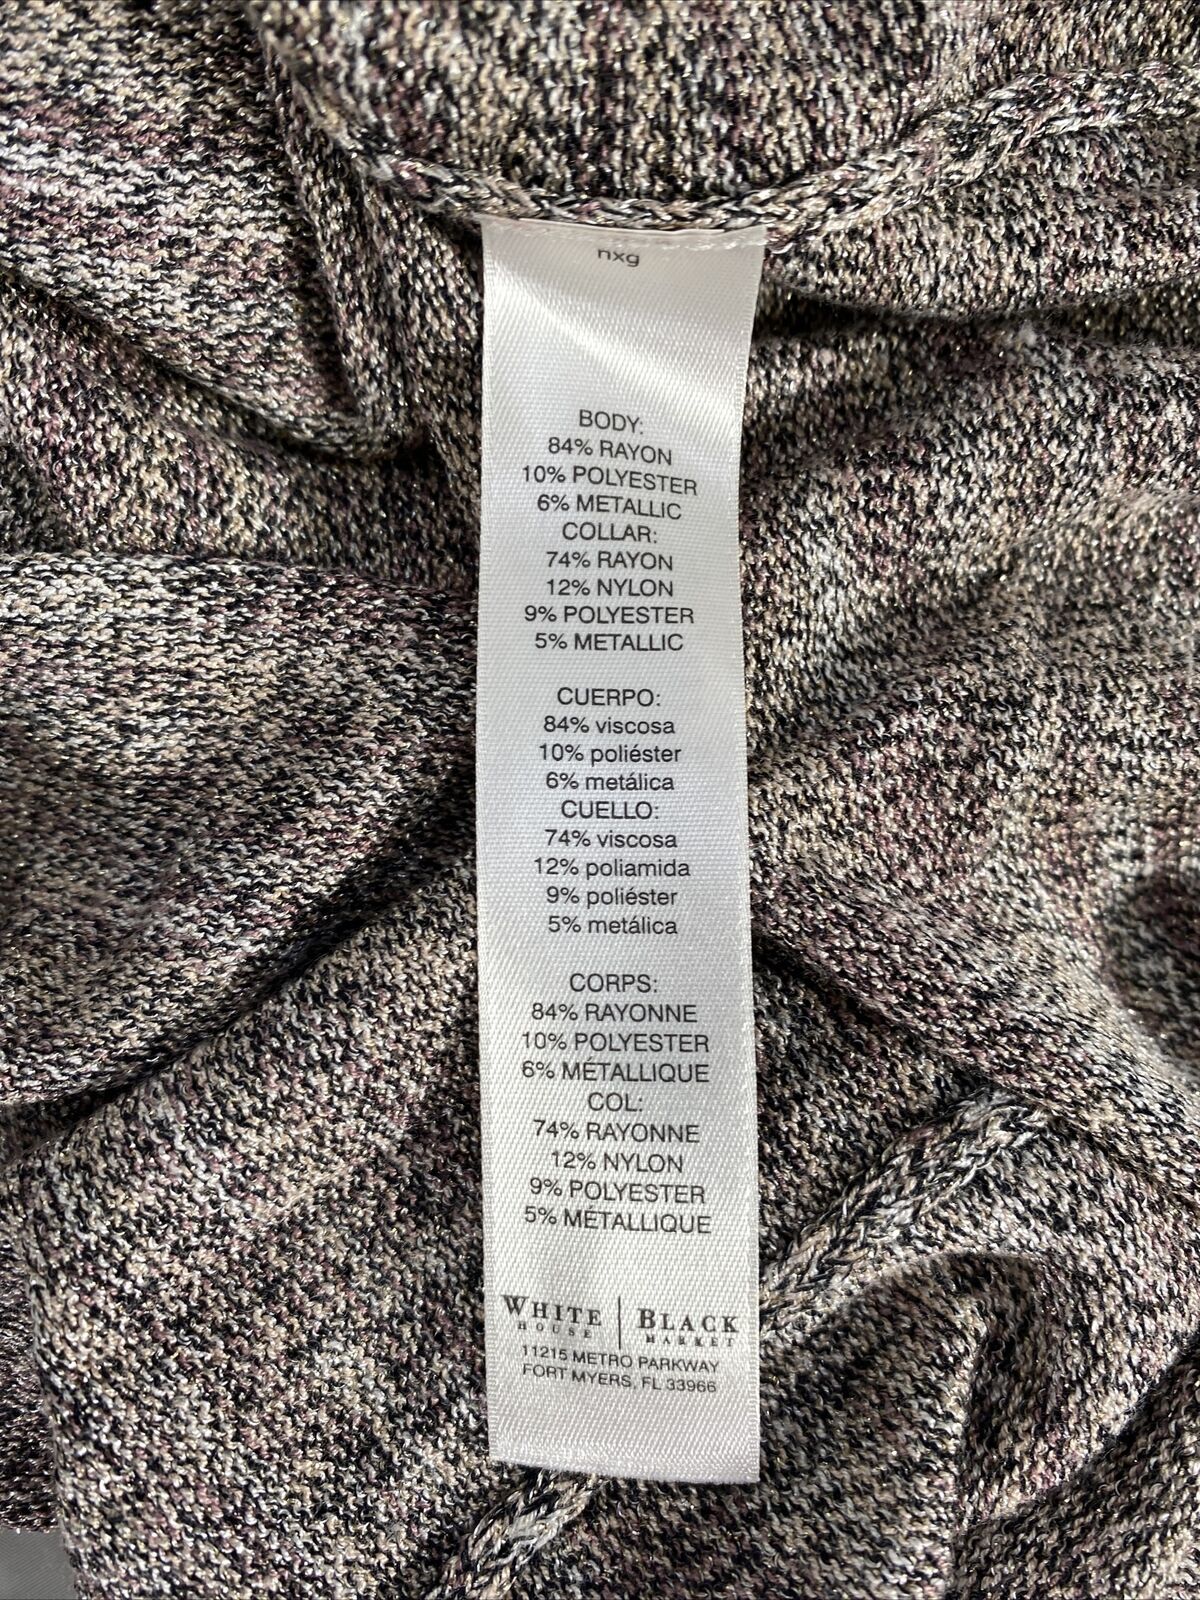 nxg
BODY:
84% RAYON
10% POLYESTER
6% METALLIC
COLLAR:
74% RAYON
12% NYLON
9% POLYESTER
5% METALLIC
CUERPO:
84% viscosa
10% poliéster
6% metálica
CUELLO:
74% viscosa
12% poliamida
9% poliéster
5% metálica
CORPS:
84% RAYONNE
10% POLYESTER
6% MÉTALLIQUE
COL:
74% RAYONNE
12% NYLON
9% POLYESTER
5% MÉTALLIQUE
WHITE | BLACK
HOUSE MARKET
11215 METRO PARKWAY
FORT MYERS, FL 33966